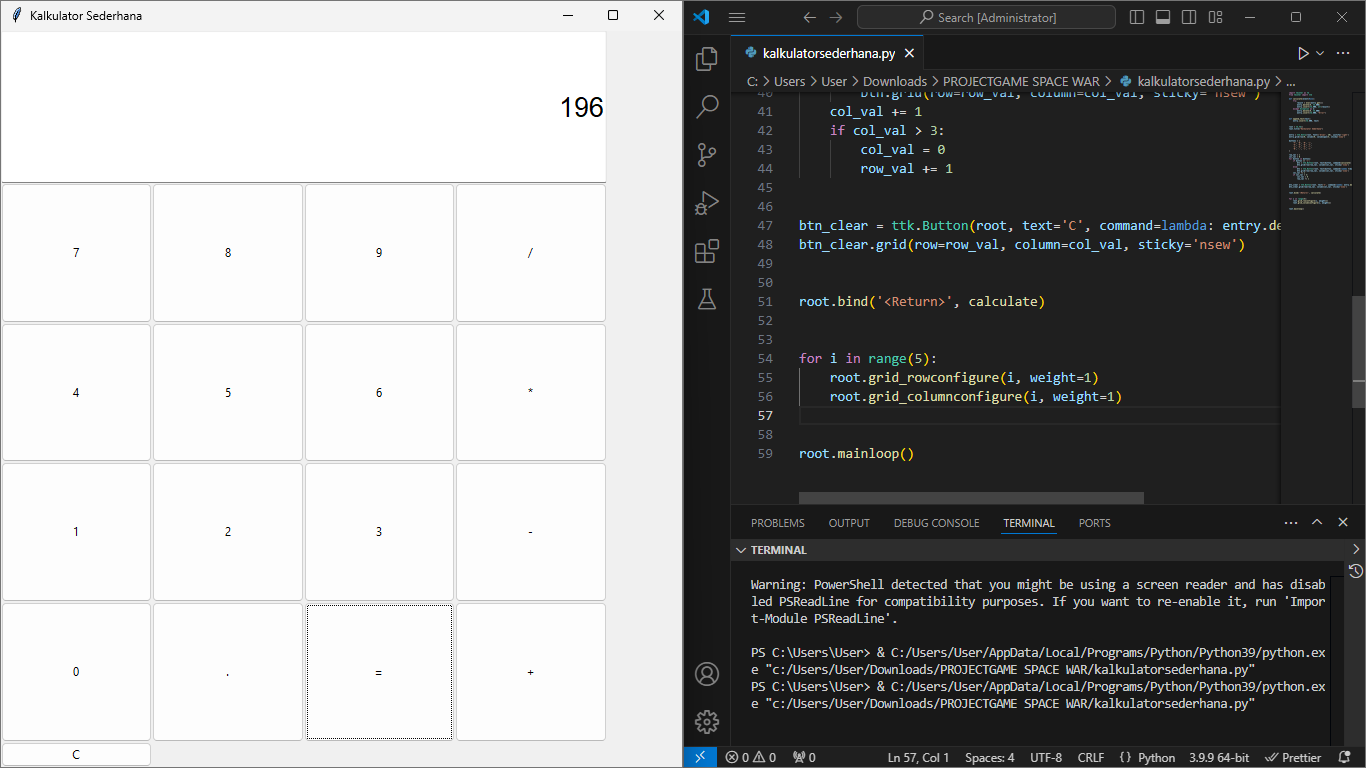 Kalkulator Sederhana
196
7 8 9 /
4 5 6 *
1 2 3 -
0 . = +
C
Search [Administrator]
kalkulatorsederhana.py
C: > Users > User > Downloads > PROJECTGAME SPACE WAR > kalkulatorsederhana.py > ...
40 btn.grid(row=row_val, column=col_val, sticky='nsew')
41 col_val += 1
42 if col_val > 3:
43 col_val = 0
44 row_val += 1
45
46
47 btn_clear = ttk.Button(root, text='C', command=lambda: entry.de
48 btn_clear.grid(row=row_val, column=col_val, sticky='nsew')
49
50
51 root.bind('<Return>', calculate)
52
53
54 for i in range(5):
55 root.grid_rowconfigure(i, weight=1)
56 root.grid_columnconfigure(i, weight=1)
57
58
59 root.mainloop()
PROBLEMS OUTPUT DEBUG CONSOLE TERMINAL PORTS
TERMINAL
Warning: PowerShell detected that you might be using a screen reader and has disab
led PSReadLine for compatibility purposes. If you want to re-enable it, run 'Impor
t-Module PSReadLine'.
PS C:\Users\User> & C:/Users/User/AppData/Local/Programs/Python/Python39/python.ex
e "c:/Users/User/Downloads/PROJECTGAME SPACE WAR/kalkulatorsederhana.py"
PS C:\Users\User> & C:/Users/User/AppData/Local/Programs/Python/Python39/python.ex
e "c:/Users/User/Downloads/PROJECTGAME SPACE WAR/kalkulatorsederhana.py"
0 0 0 Ln 57, Col 1 Spaces: 4 UTF-8 CRLF {} Python 3.9.9 64-bit Prettier